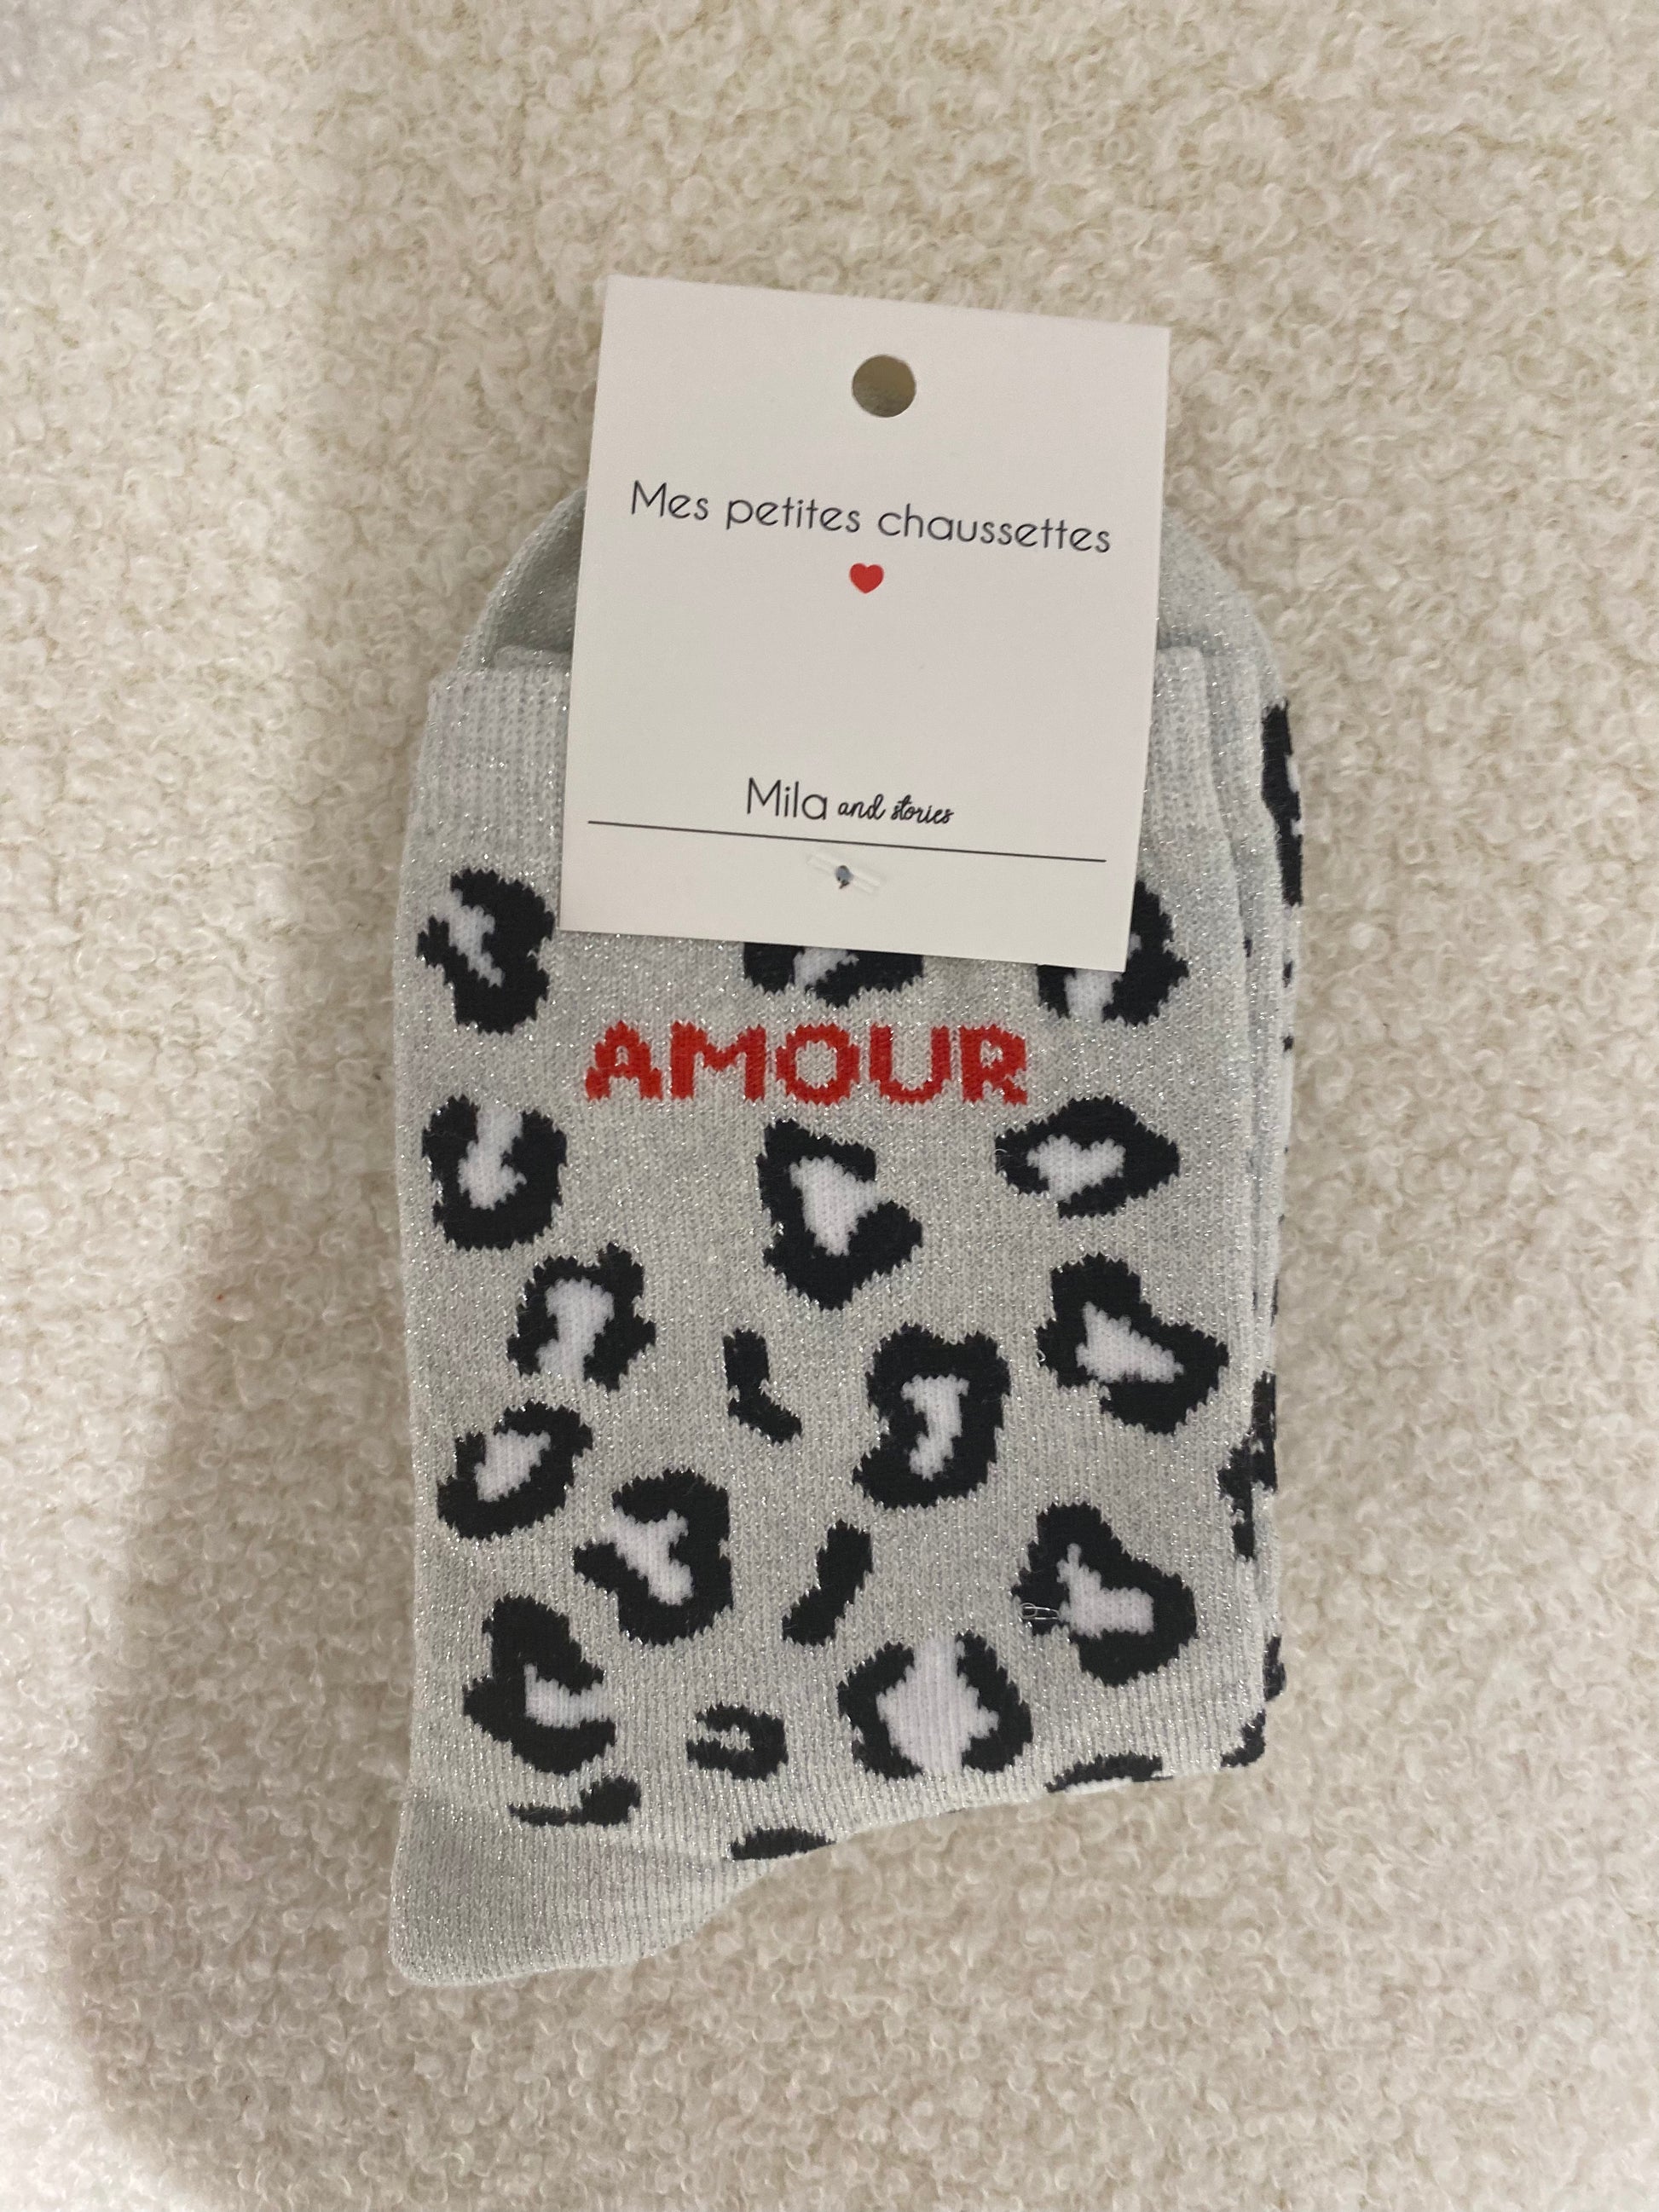 Mes petites chaussettes
Mila and stories
AMOUR